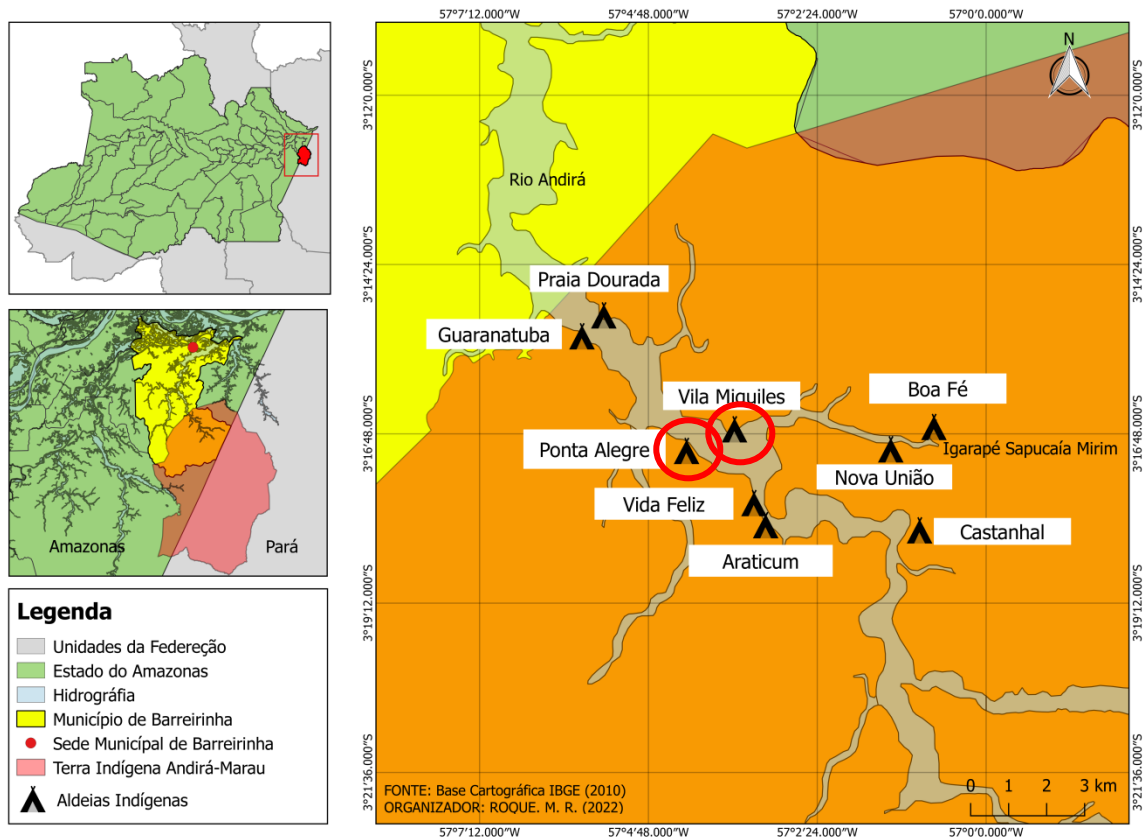 57°7'12.000"S
57°4'48.000"S
57°2'24.000"S
57°0'0.000"S
N
3°12'0.000"S
3°12'0.000"S
Rio Andirá
3°14'24.000"S
3°14'24.000"S
Praia Dourada
Guaranatuba
Vila Miquiles
Boa Fé
3°16'48.000"S
3°16'48.000"S
Ponta Alegre
Igarapé Sapucaía Mirim
Nova União
Vida Feliz
Castanhal
Araticum
3°19'12.000"S
3°19'12.000"S
3°21'36.000"S
3°21'36.000"S
FONTE: Base Cartográfica IBGE (2010)
ORGANIZADOR: ROQUE. M. R. (2022)
0 1 2 3 km
57°7'12.000"S
57°4'48.000"S
57°2'24.000"S
57°0'0.000"S
Amazonas
Pará
Legenda
Unidades da Federeção
Estado do Amazonas
Hidrográfia
Município de Barreirinha
Sede Municípal de Barreirinha
Terra Indígena Andirá-Marau
Aldeias Indígenas